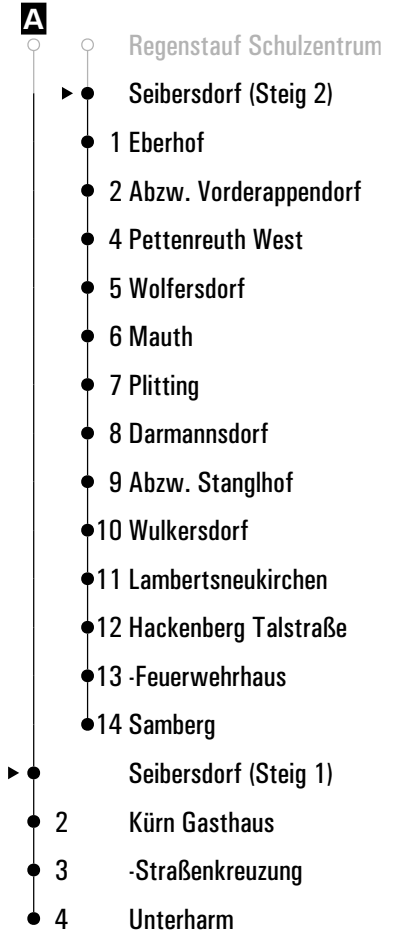 A
Regenstauf Schulzentrum
Seibersdorf (Steig 2)
1 Eberhof
2 Abzw. Vorderappendorf
4 Pettenreuth West
5 Wolfersdorf
6 Mauth
7 Plitting
8 Darmannsdorf
9 Abzw. Stanglhof
10 Wulkersdorf
11 Lambertsneukirchen
12 Hackenberg Talstraße
13 -Feuerwehrhaus
14 Samberg
Seibersdorf (Steig 1)
2 Kürn Gasthaus
3 -Straßenkreuzung
4 Unterharm